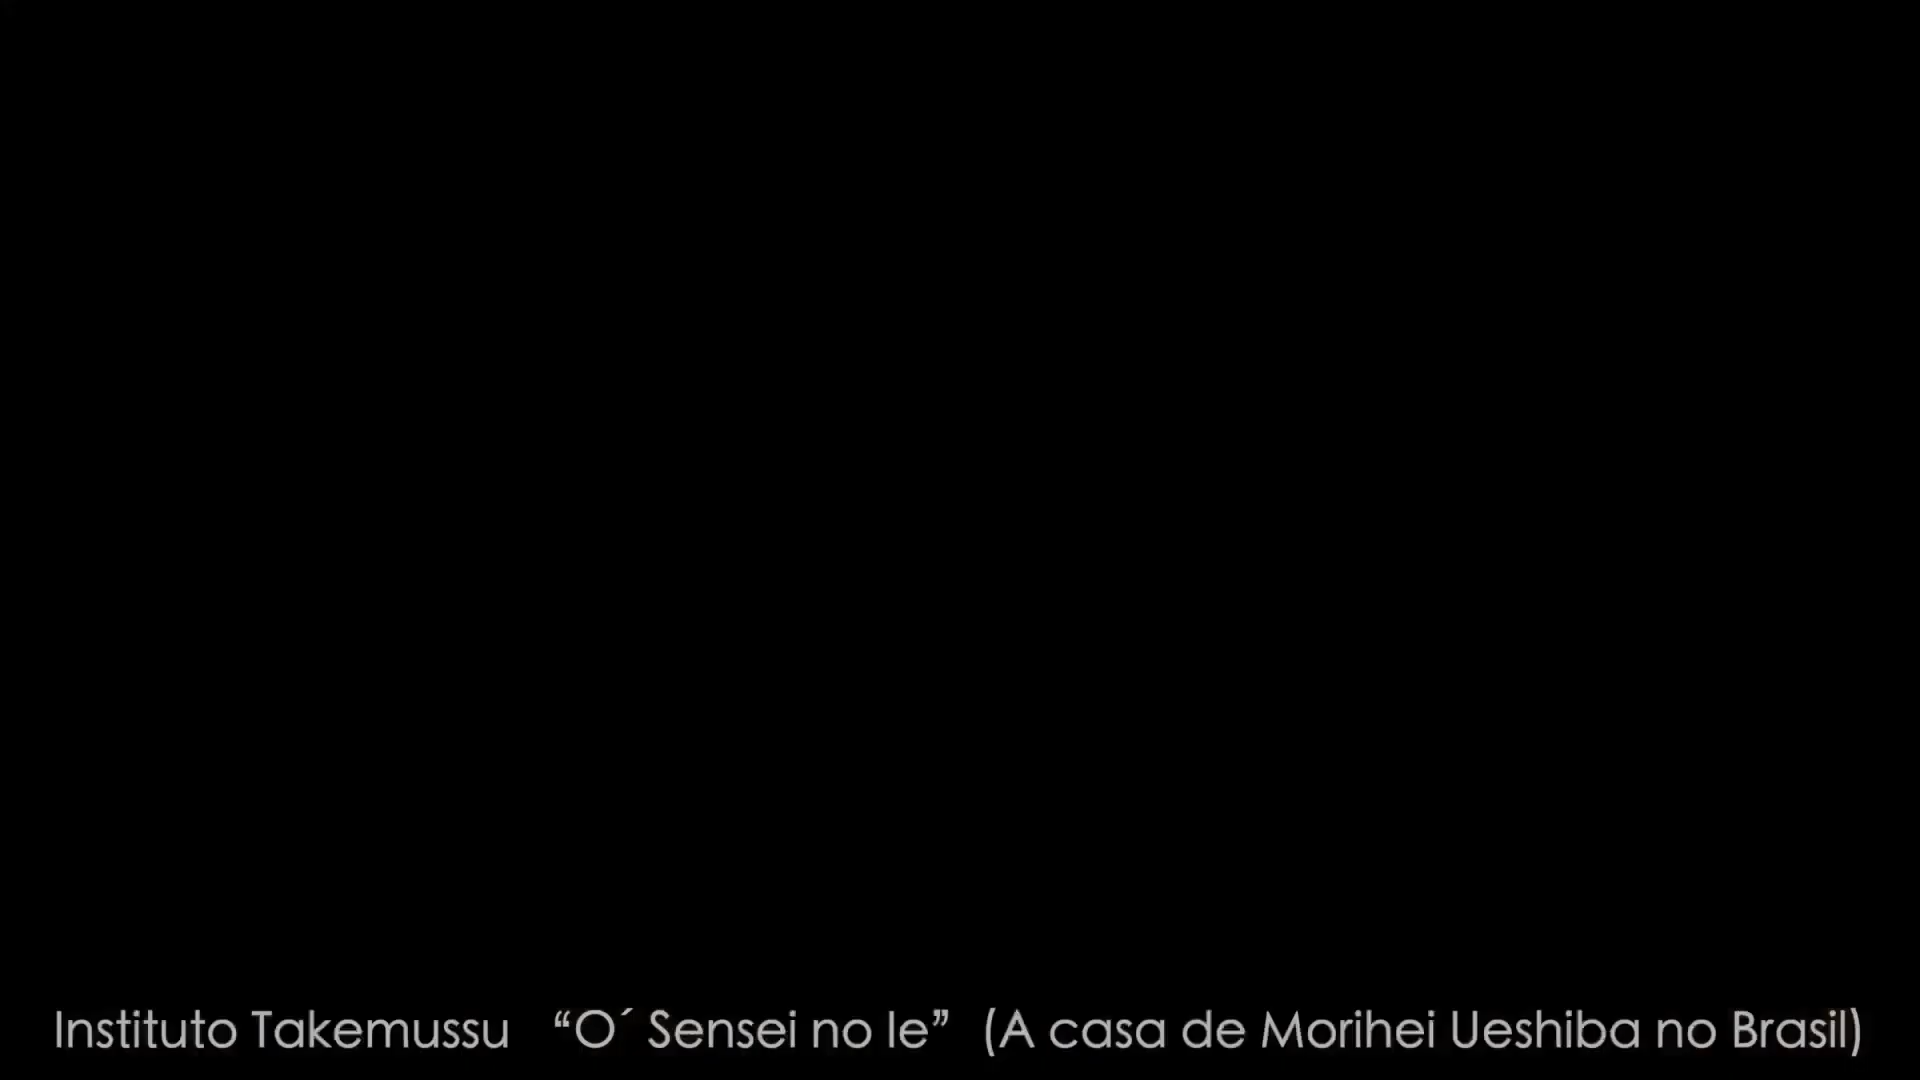 Instituto Takemussu “O´ Sensei no Ie” (A casa de Morihei Ueshiba no Brasil)